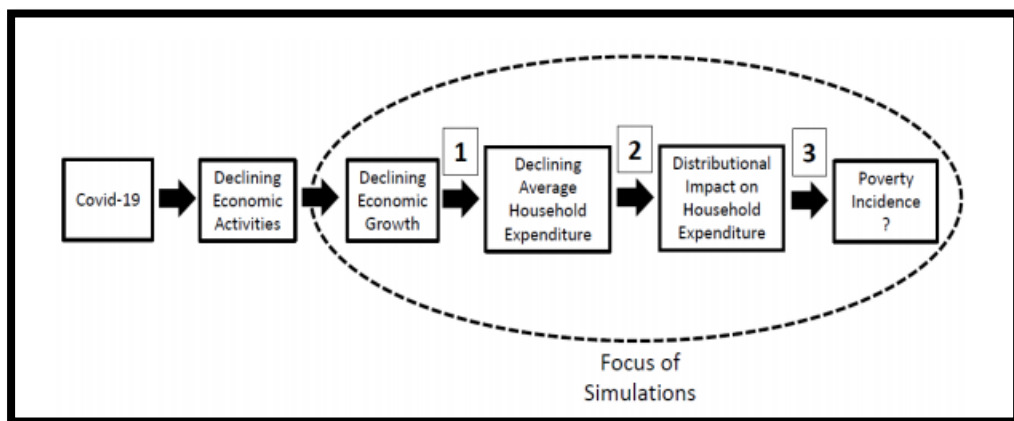 Covid-19
Declining
Economic
Activities
Declining
Economic
Growth
1
Declining
Average
Household
Expenditure
2
Distributional
Impact on
Household
Expenditure
3
Poverty
Incidence
?
Focus of
Simulations